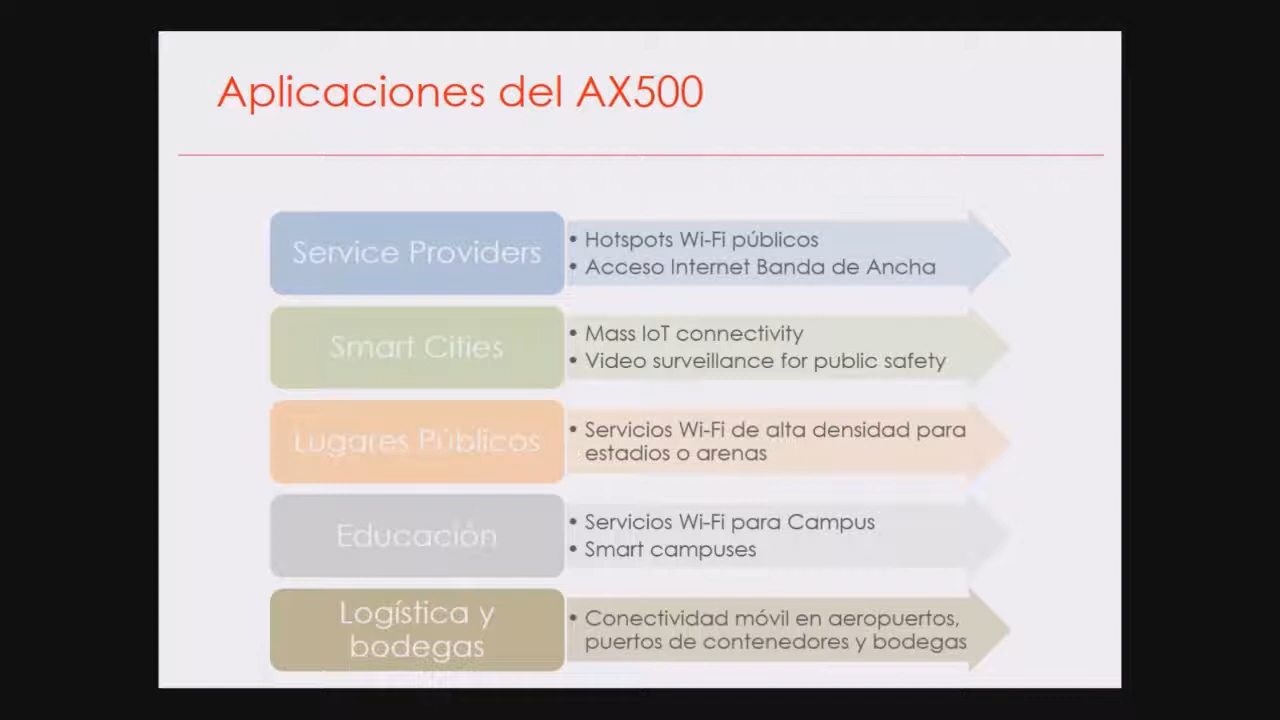 Aplicaciones del AX500
Service Providers
• Hotspots Wi-Fi públicos
• Acceso Internet Banda de Ancha
Smart Cities
• Mass IoT connectivity
• Video surveillance for public safety
Lugares Públicos
• Servicios Wi-Fi de alta densidad para
estadios o arenas
Educación
• Servicios Wi-Fi para Campus
• Smart campuses
Logística y
bodegas
• Conectividad móvil en aeropuertos,
puertos de contenedores y bodegas